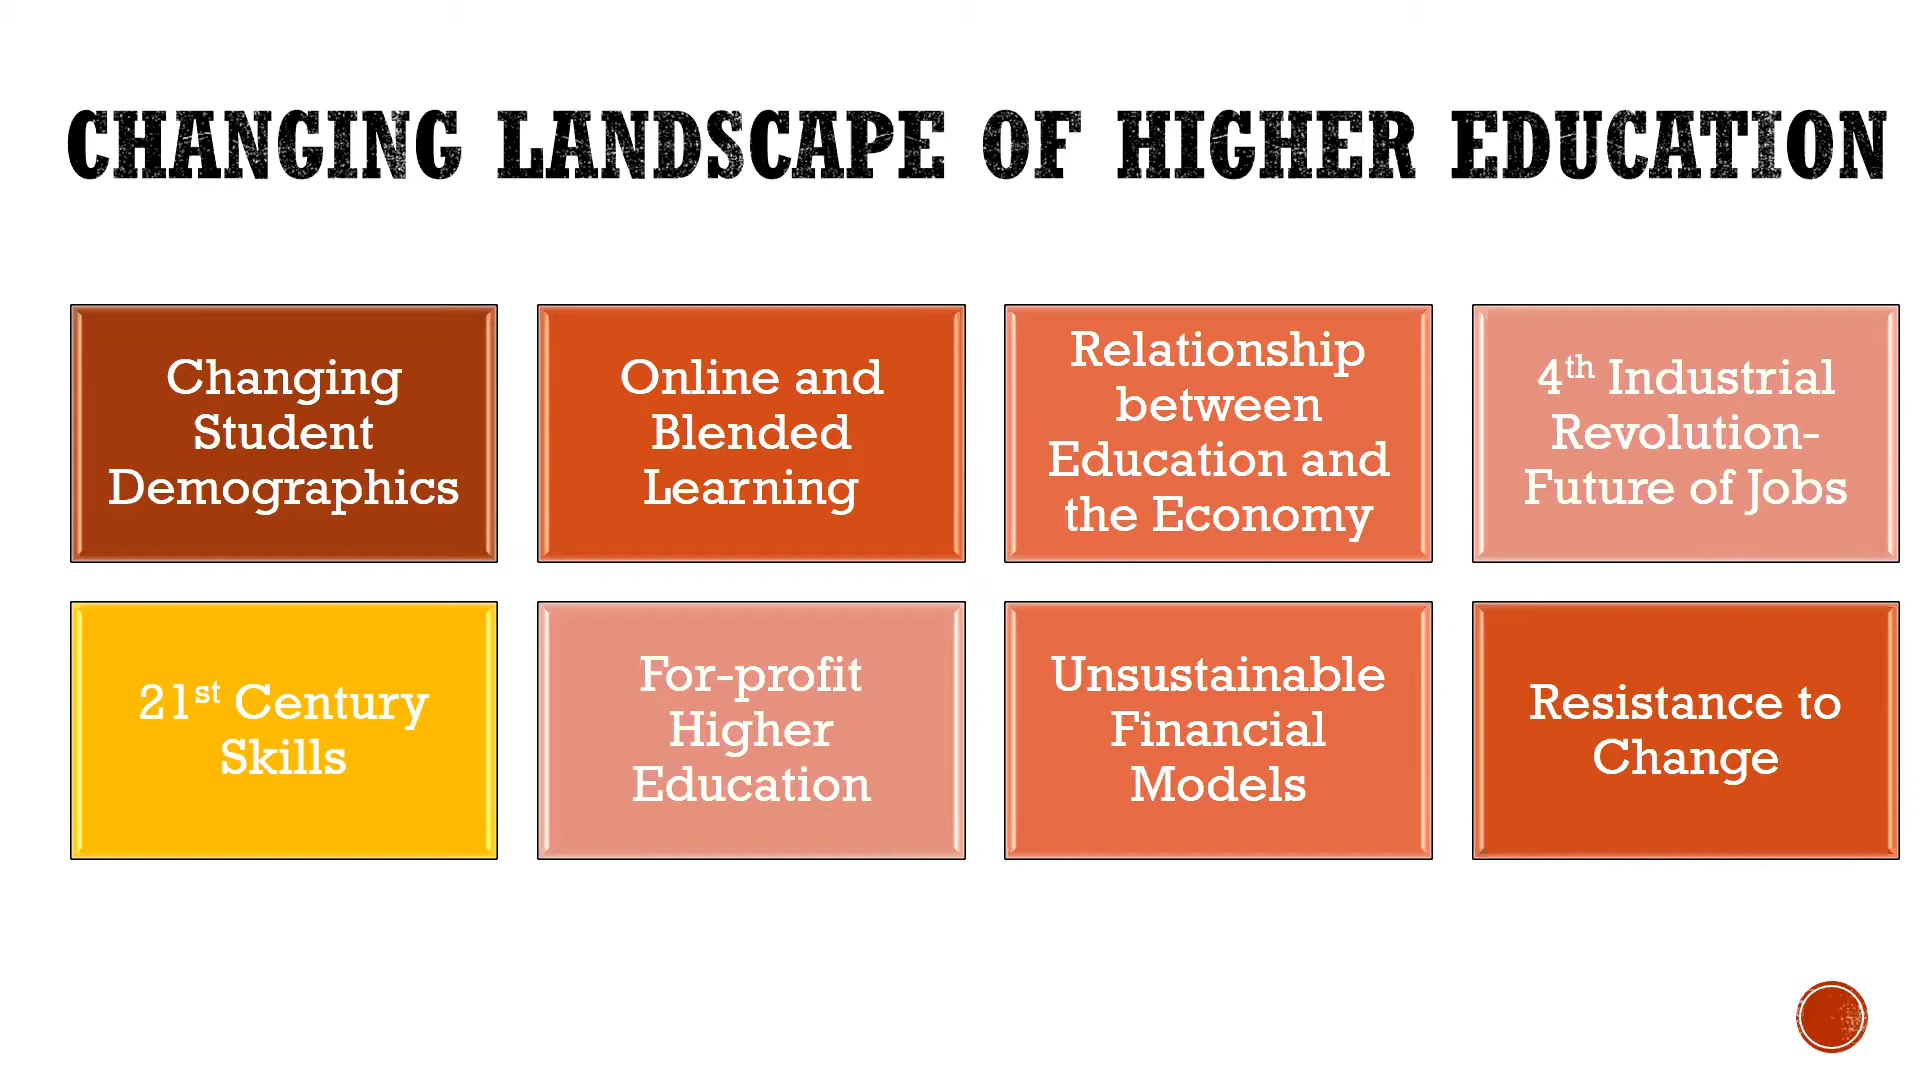 CHANGING LANDSCAPE OF HIGHER EDUCATION
Changing
Student
Demographics
Online and
Blended
Learning
Relationship
between
Education and
the Economy
4th Industrial
Revolution-
Future of Jobs
21st Century
Skills
For-profit
Higher
Education
Unsustainable
Financial
Models
Resistance to
Change